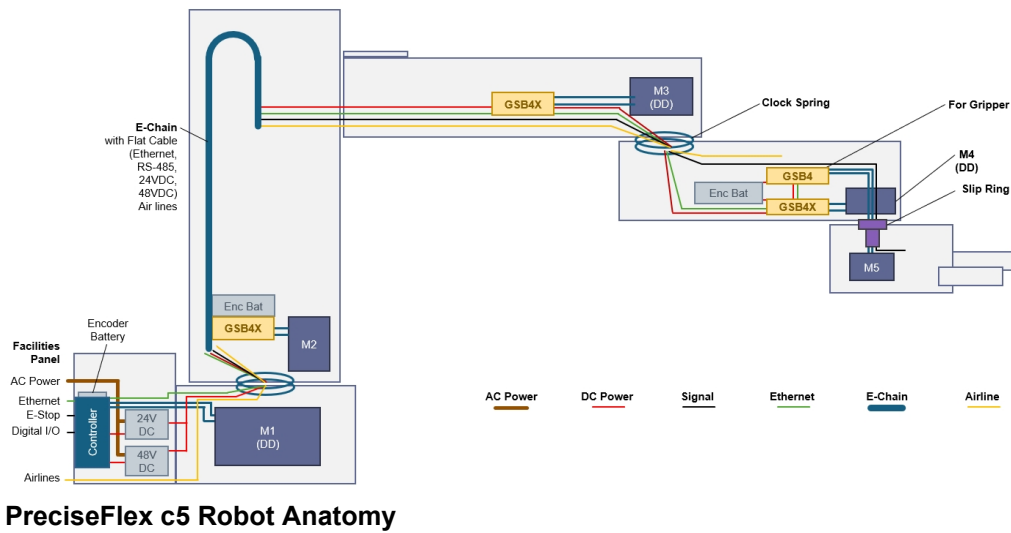 E-Chain
with Flat Cable
(Ethernet,
RS-485,
24VDC,
48VDC)
Air lines
GSB4X
M3
(DD)
Clock Spring
For Gripper
GSB4
M4
(DD)
Enc Bat
GSB4X
Slip Ring
M5
Enc Bat
GSB4X
M2
Encoder
Battery
Facilities
Panel
AC Power
Ethernet
E-Stop
Digital I/O
Airlines
Controller
24V
DC
48V
DC
M1
(DD)
AC Power
DC Power
Signal
Ethernet
E-Chain
Airline
PreciseFlex c5 Robot Anatomy